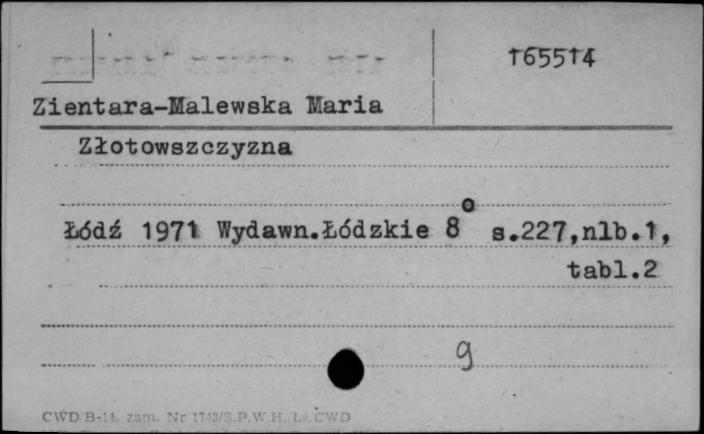 165514
Zientara-Malewska Maria
Złotowszczyzna
Łódź 1971 Wydawn.Łódzkie 8° s.227,nlb.1,
tabl.2
9
CWD B-14. zam. Nr 1743/S.P.W.H. CWD